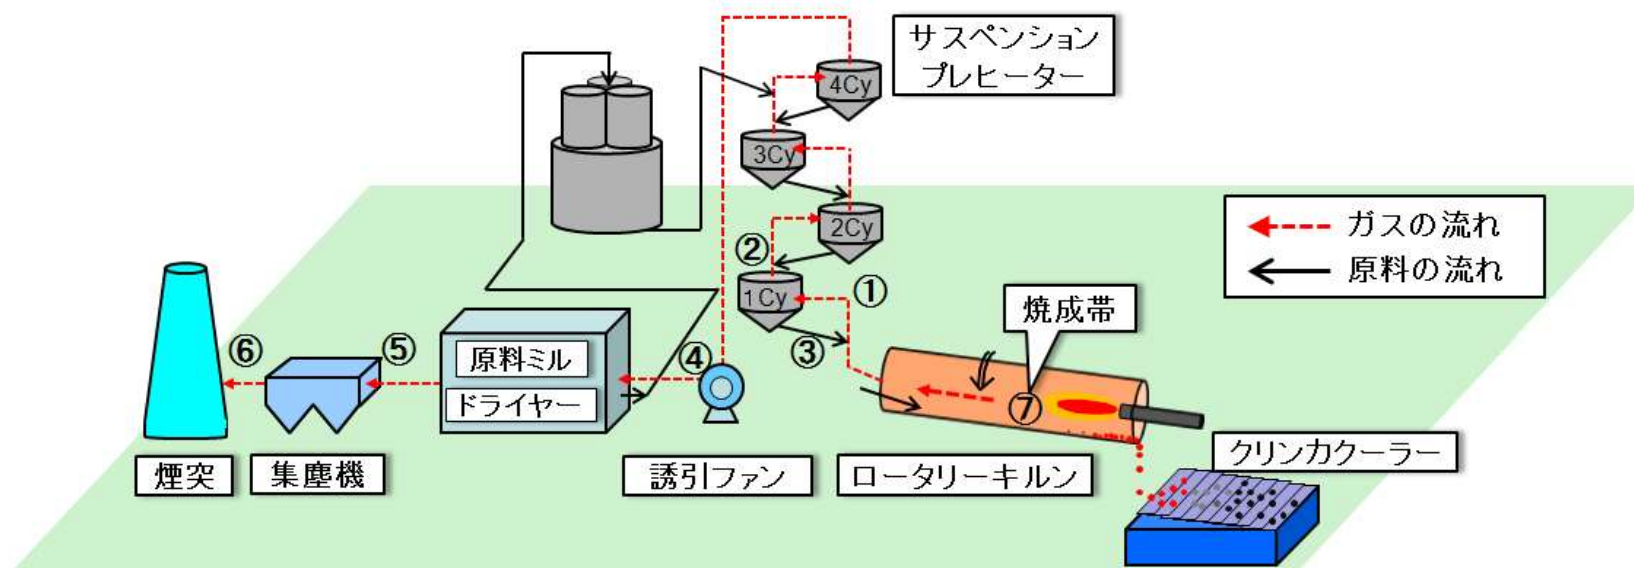 サスペンション
プレヒーター
4Cy
3Cy
2Cy
②
1Cy
①
③
ガスの流れ
原料の流れ
焼成帯
⑥
⑤
原料ミル
ドライヤー
④
⑦
煙突
集塵機
誘引ファン
ロータリーキルン
クリンカクーラー